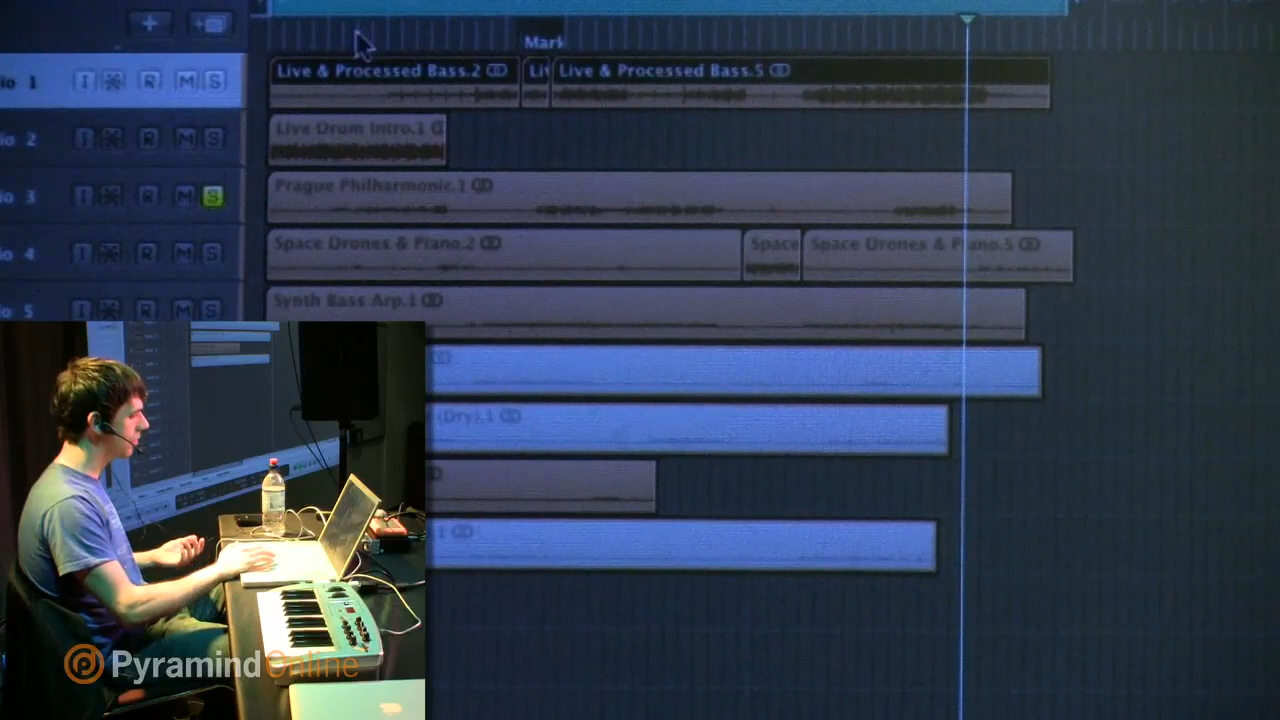 Mark
io 1 I R M S Live & Processed Bass.2 Liv Live & Processed Bass.5
io 2 I R M S Live Drum Intro.1
io 3 I R M S Prague Philharmonic.1
io 4 I R M S Space Drones & Piano.2 Space Space Drones & Piano.5
io 5 I R M S Synth Bass Arp.1
(Dry).1
1
PyramindOnline